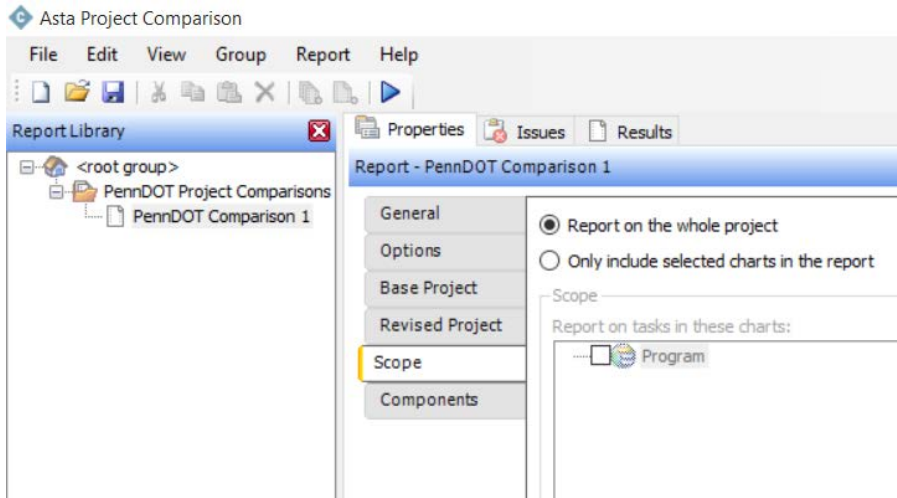 Asta Project Comparison
File Edit View Group Report Help
Report Library
<root group>
PennDOT Project Comparisons
PennDOT Comparison 1
Properties Issues Results
Report - PennDOT Comparison 1
General
Options
Base Project
Revised Project
Scope
Components
Report on the whole project
Only include selected charts in the report
Scope
Report on tasks in these charts:
Program